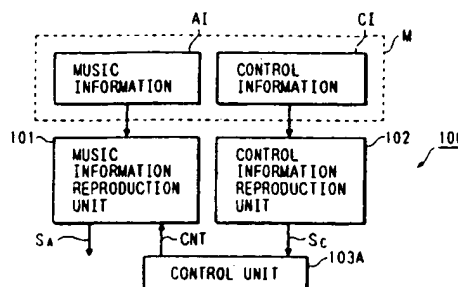 AI
CI
M
MUSIC INFORMATION
CONTROL INFORMATION
101
102
MUSIC INFORMATION REPRODUCTION UNIT
CONTROL INFORMATION REPRODUCTION UNIT
SA
CNT
SC
CONTROL UNIT
103A